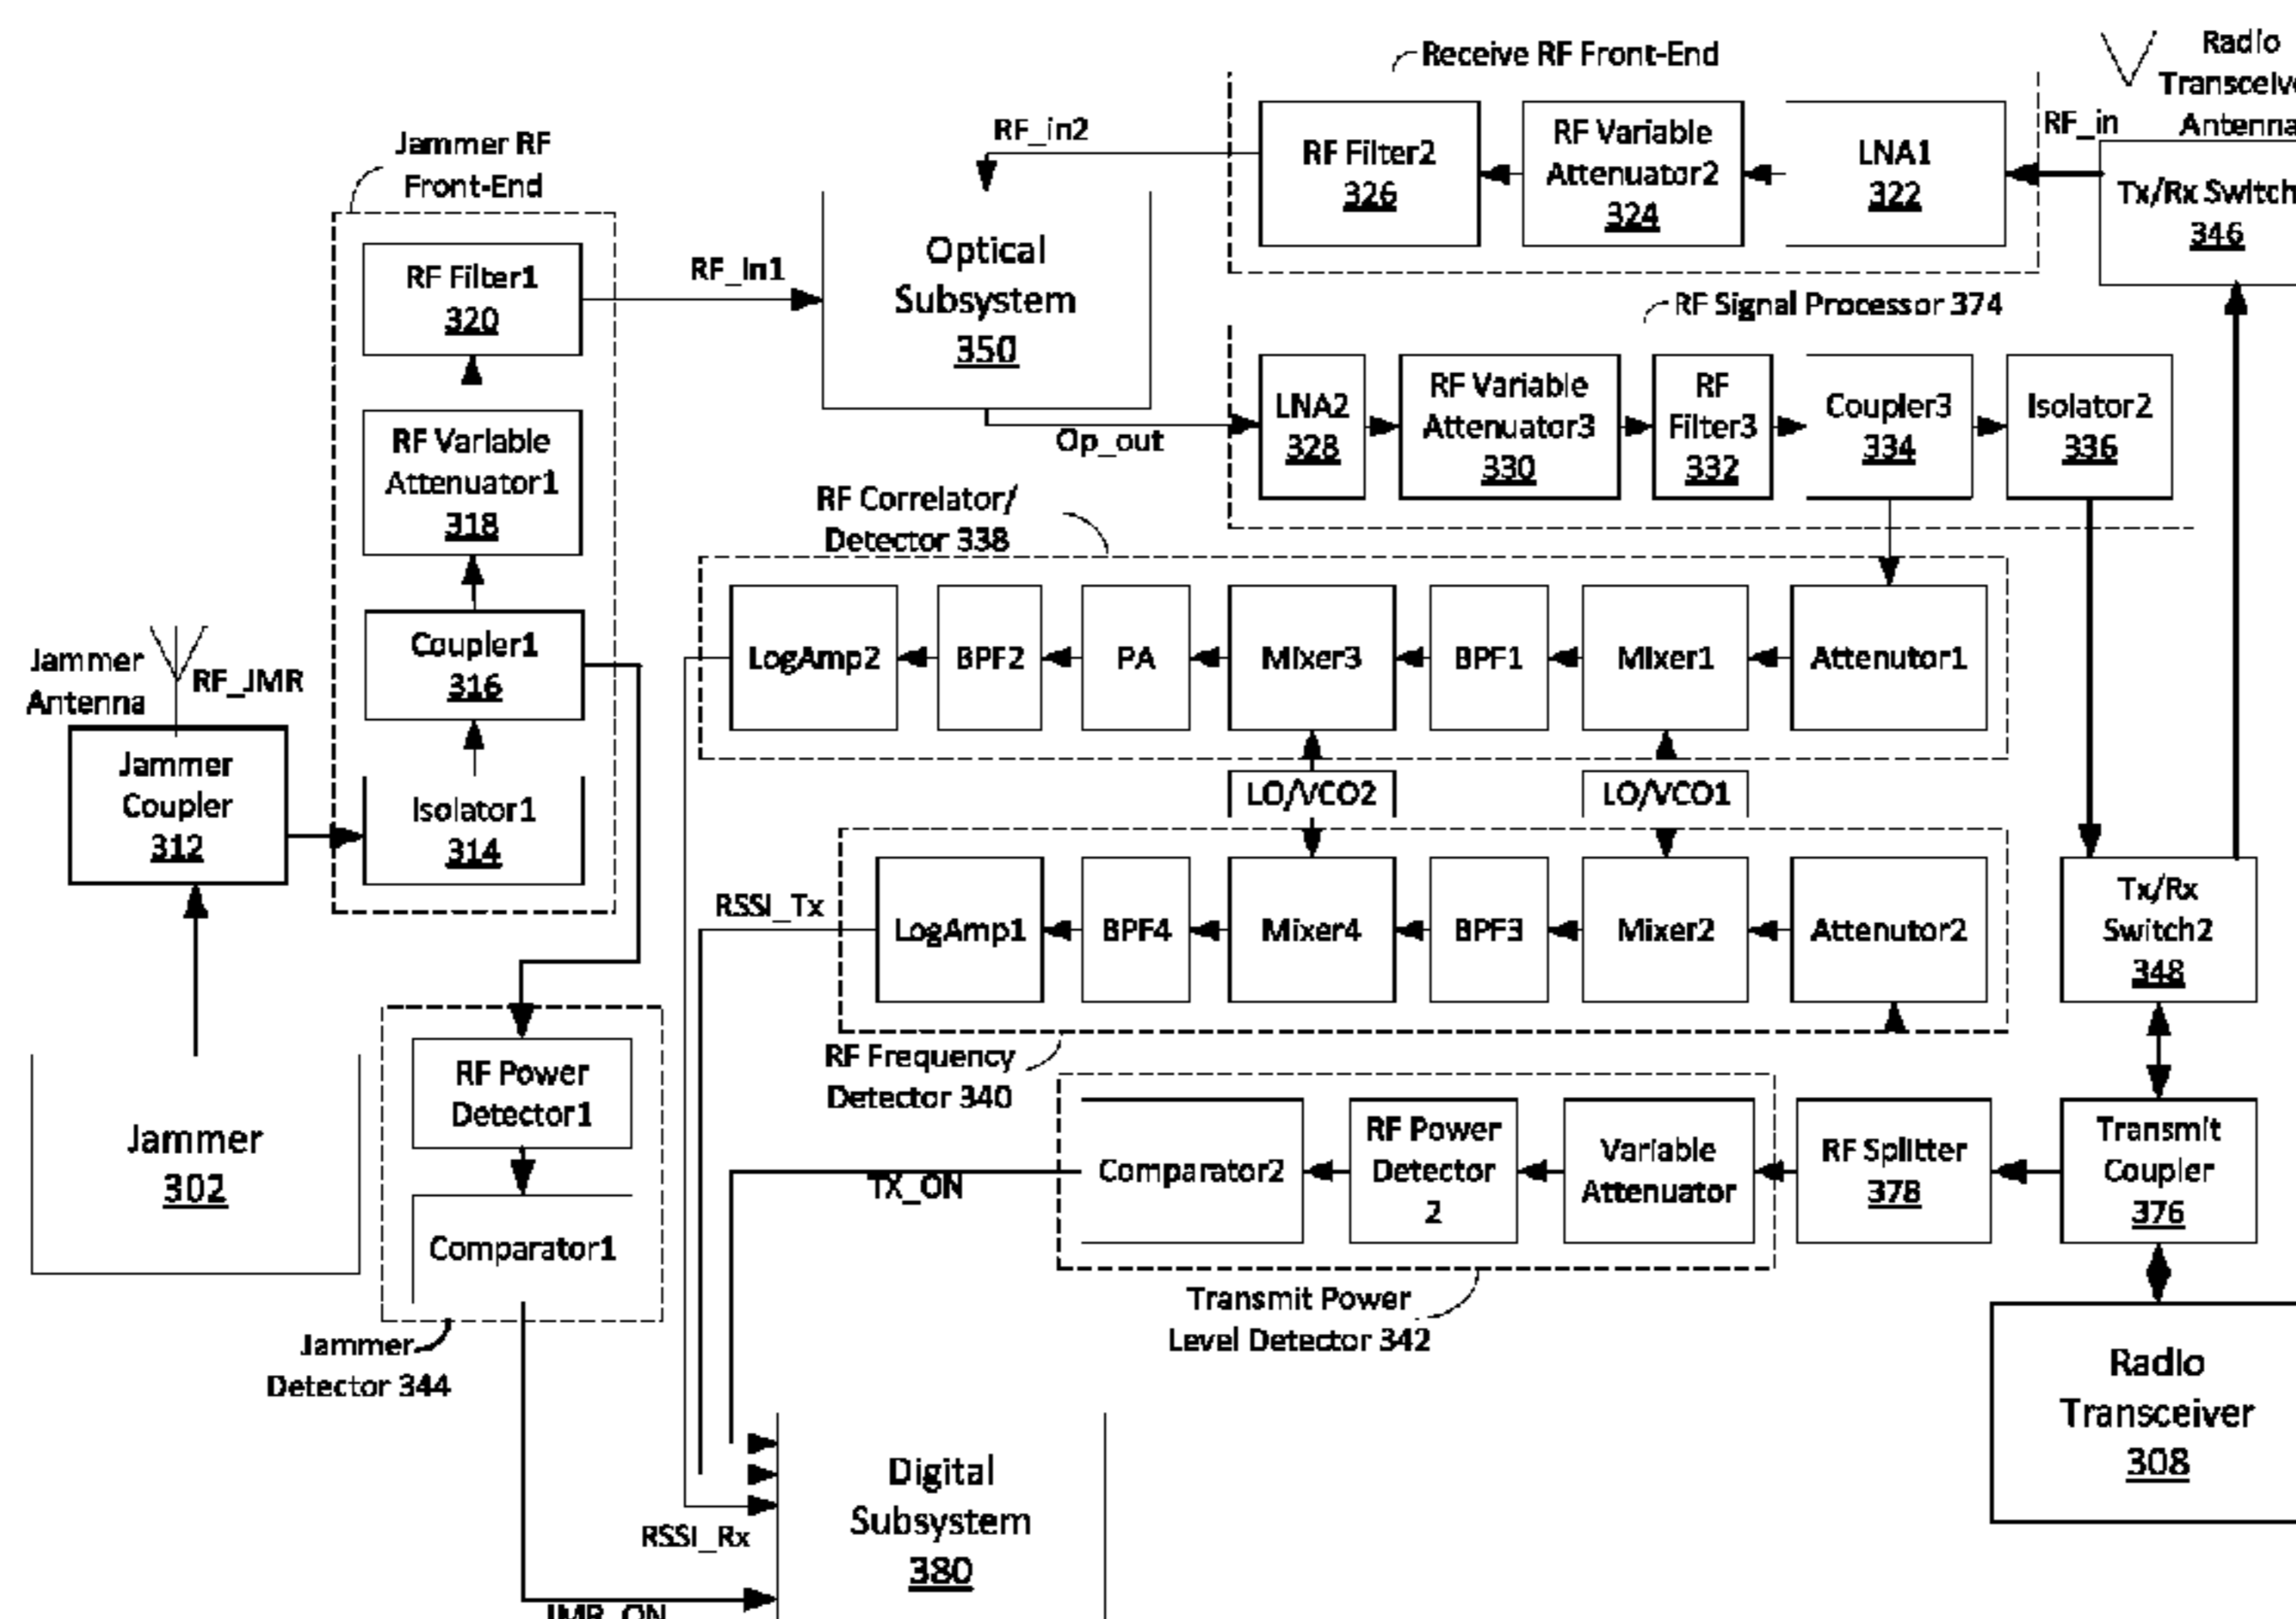 Receive RF Front-End
Radio
Antenna
RF_in
RF_in2
RF Filter2
326
RF Variable
Attenuator2
324
LNA1
322
Tx/Rx Switch
346
Jammer RF
Front-End
RF Filter1
320
RF_In1
Optical
Subsystem
350
RF Signal Processor 374
LNA2
328
RF Variable
Attenuator3
330
RF
Filter3
332
Coupler3
334
Isolator2
336
Op_out
RF Variable
Attenuator1
318
RF Correlator/
Detector 338
LogAmp2
BPF2
PA
Mixer3
BPF1
Mixer1
Attenutor1
Coupler1
316
Jammer
Antenna
RF_JMR
Jammer
Coupler
312
Isolator1
314
LO/VCO2
LO/VCO1
RSSI_Tx
LogAmp1
BPF4
Mixer4
BPF3
Mixer2
Attenutor2
Tx/Rx
Switch2
348
RF Frequency
Detector 340
RF Power
Detector1
Jammer
302
Comparator1
TX_ON
Comparator2
RF Power
Detector
2
Variable
Attenuator
RF Splitter
378
Transmit
Coupler
376
Transmit Power
Level Detector 342
Jammer
Detector 344
Radio
Transceiver
308
Digital
Subsystem
380
RSSI_Rx
JMR_ON